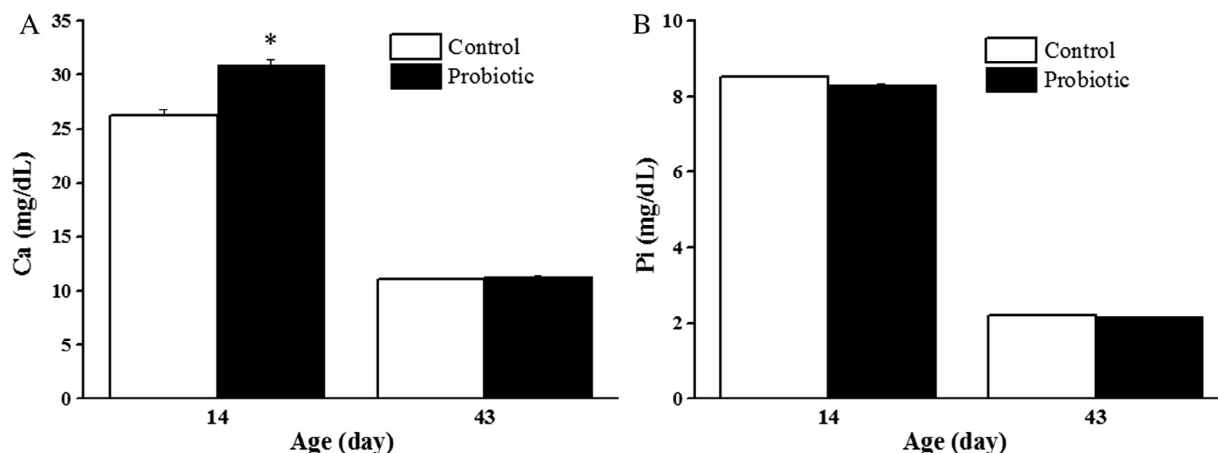 A
35
30
25
20
15
10
5
0
Ca (mg/dL)
*
Control
Probiotic
14
43
Age (day)
B
10
8
6
4
2
0
Pi (mg/dL)
Control
Probiotic
14
43
Age (day)